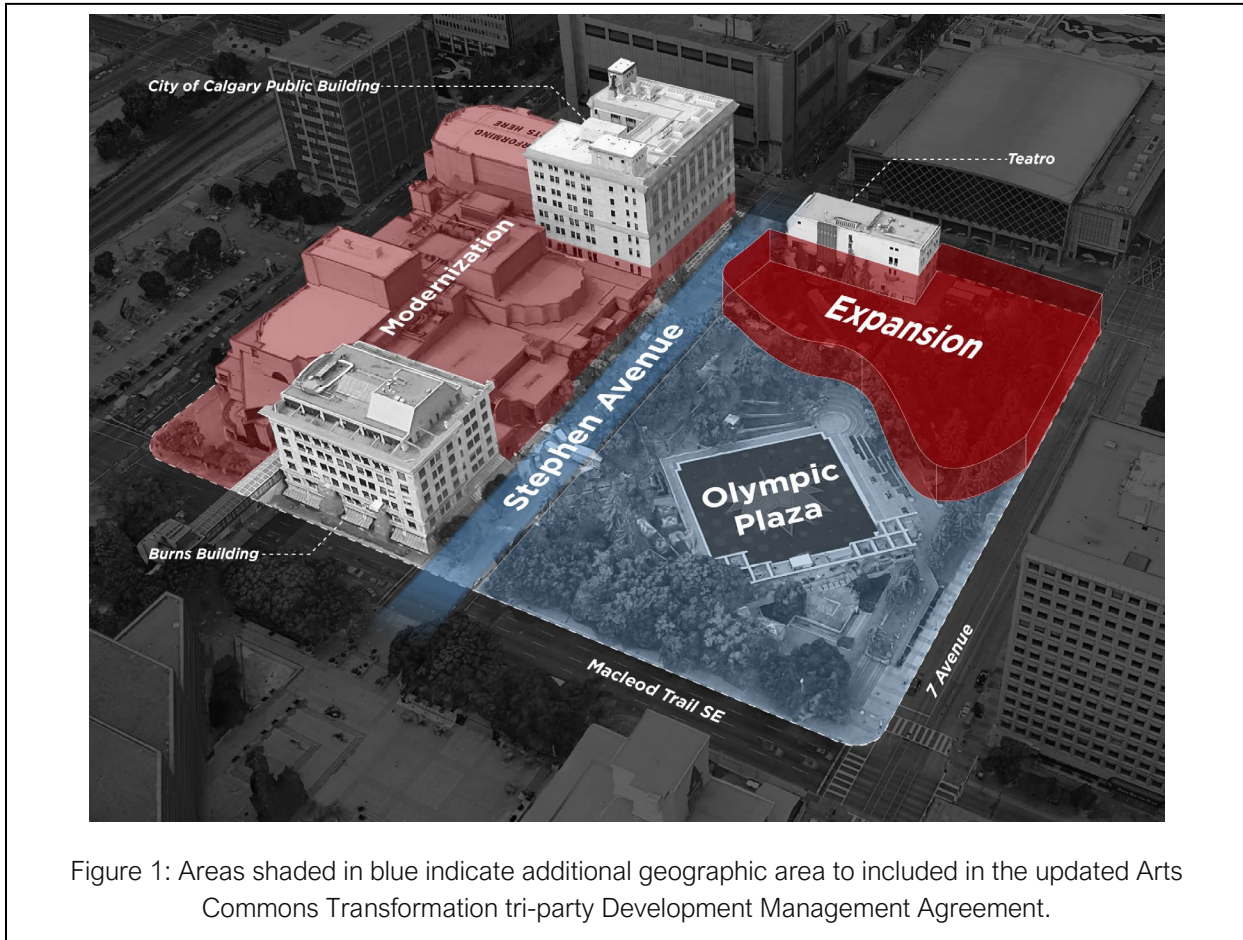 City of Calgary Public Building
Teatro
Modernization
Stephen Avenue
Expansion
Olympic
Plaza
Burns Building
Macleod Trail SE
7 Avenue
Figure 1: Areas shaded in blue indicate additional geographic area to included in the updated Arts
Commons Transformation tri-party Development Management Agreement.